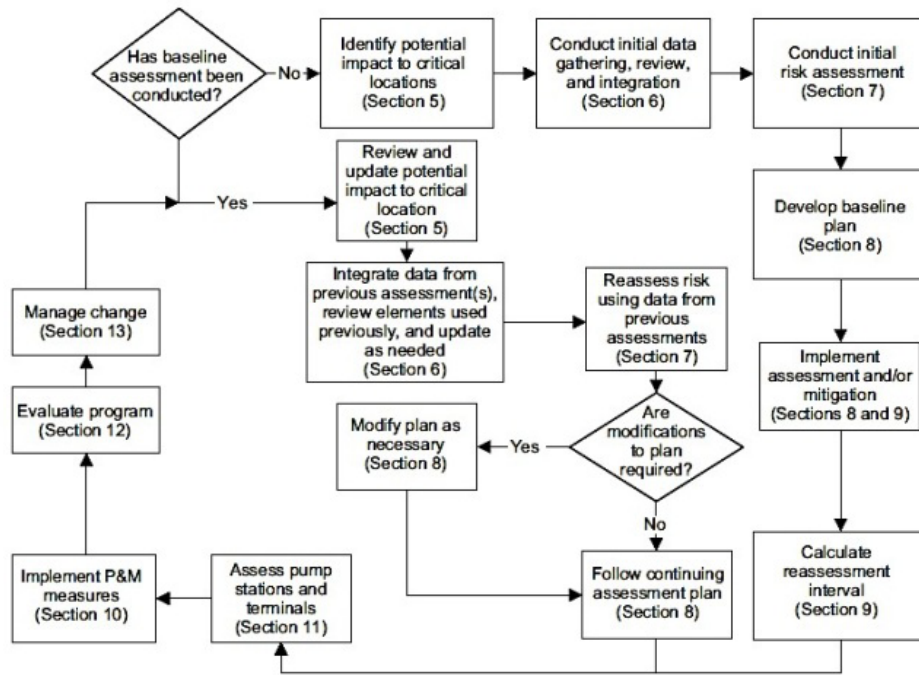 Has baseline
assessment been
conducted?
No
Identify potential
impact to critical
locations
(Section 5)
Conduct initial data
gathering, review,
and integration
(Section 6)
Conduct initial
risk assessment
(Section 7)
Yes
Review and
update potential
impact to critical
location
(Section 5)
Develop baseline
plan
(Section 8)
Manage change
(Section 13)
Integrate data from
previous assessment(s),
review elements used
previously, and update
as needed
(Section 6)
Reassess risk
using data from
previous
assessments
(Section 7)
Implement
assessment and/or
mitigation
(Sections 8 and 9)
Evaluate program
(Section 12)
Modify plan as
necessary
(Section 8)
Yes
Are
modifications
to plan
required?
No
Implement P&M
measures
(Section 10)
Assess pump
stations and
terminals
(Section 11)
Follow continuing
assessment plan
(Section 8)
Calculate
reassessment
interval
(Section 9)